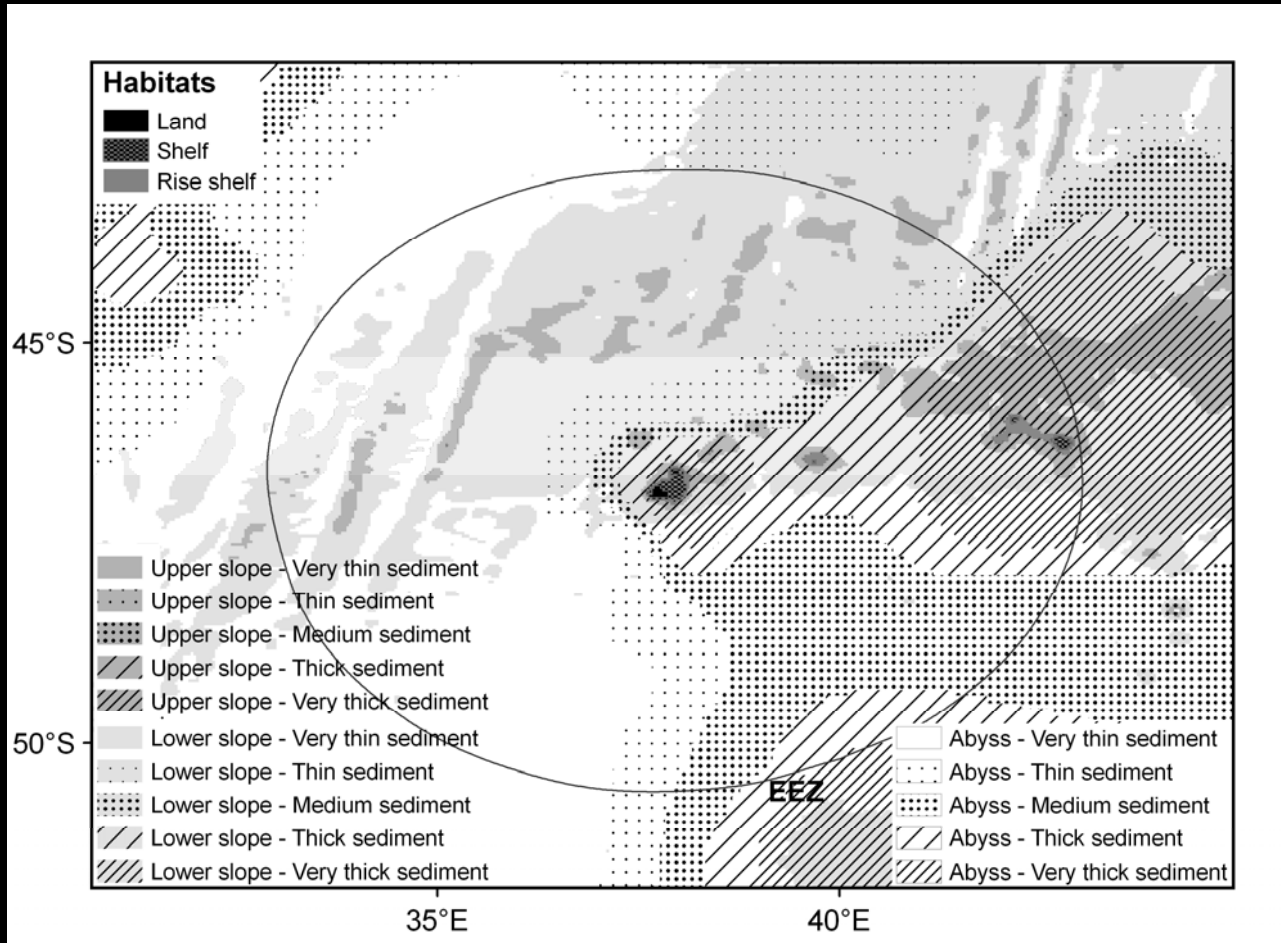 Habitats
Land
Shelf
Rise shelf
45°S
Upper slope - Very thin sediment
Upper slope - Thin sediment
Upper slope - Medium sediment
Upper slope - Thick sediment
Upper slope - Very thick sediment
50°S
Lower slope - Very thin sediment
Lower slope - Thin sediment
Lower slope - Medium sediment
Lower slope - Thick sediment
Lower slope - Very thick sediment
EEZ
Abyss - Very thin sediment
Abyss - Thin sediment
Abyss - Medium sediment
Abyss - Thick sediment
Abyss - Very thick sediment
35°E
40°E